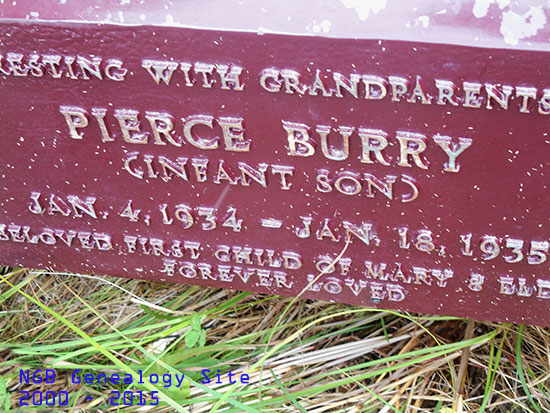 RESTING WITH GRANDPARENTS
PIERCE BURRY
(INFANT SON)
JAN. 4, 1934 - JAN. 18, 1935
BELOVED FIRST CHILD OF MARY &
FOREVER LOVED
NGB Genealogy Site
2000 - 2015